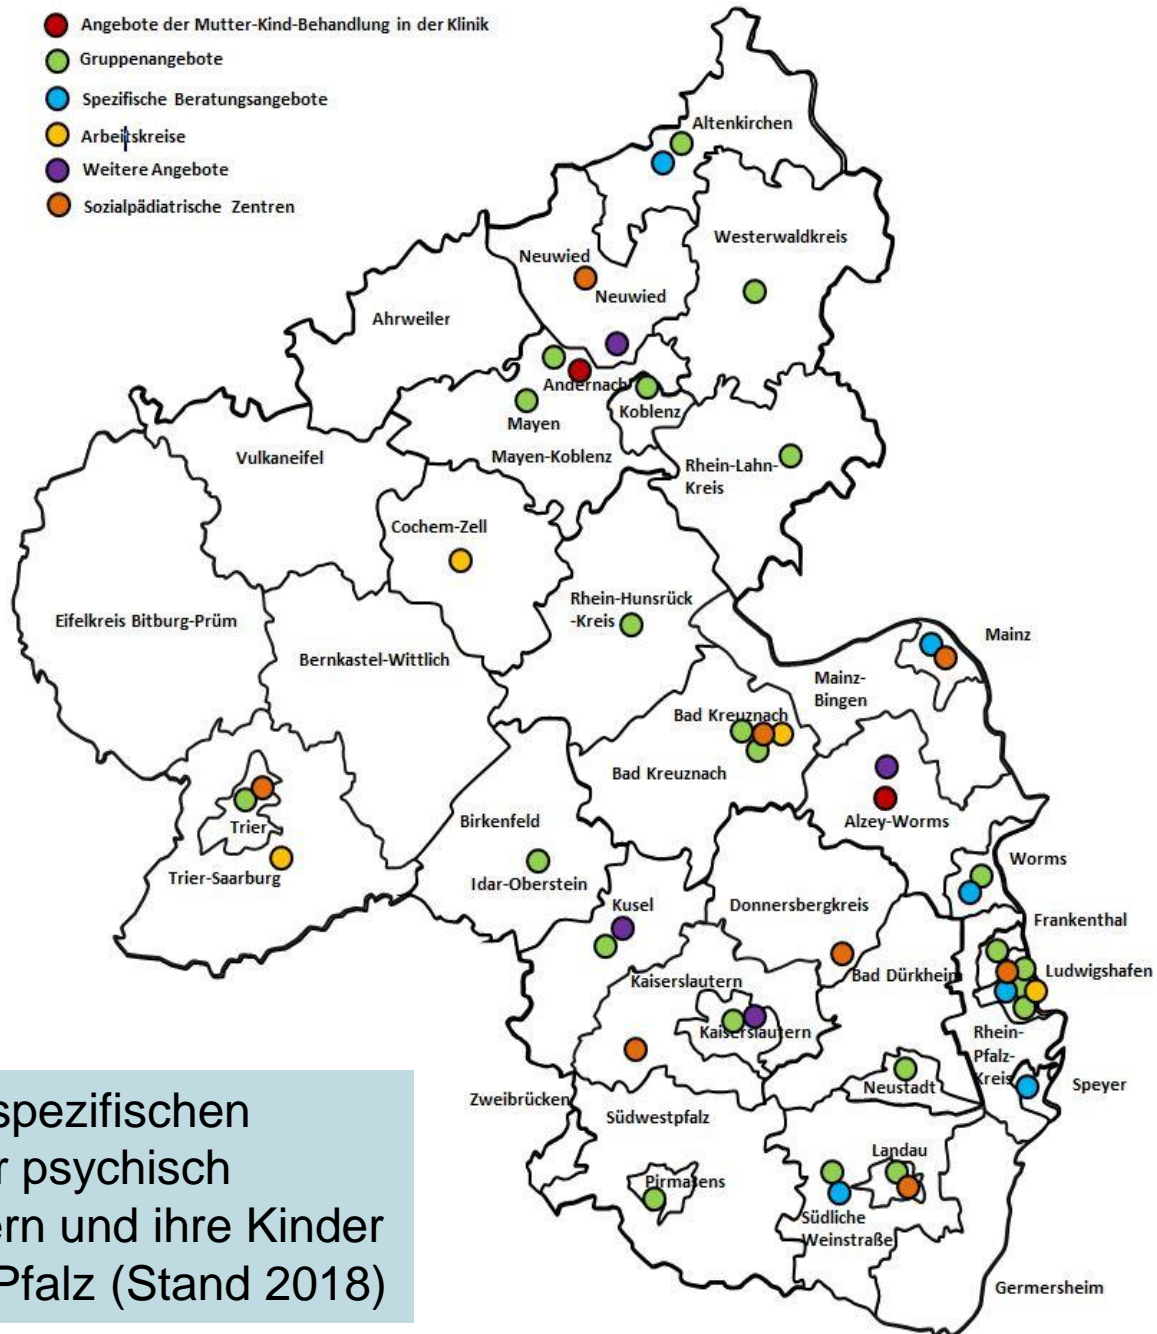 Angebote der Mutter-Kind-Behandlung in der Klinik
Gruppenangebote
Spezifische Beratungsangebote
Arbeitskreise
Weitere Angebote
Sozialpädiatrische Zentren
Altenkirchen
Westerwaldkreis
Neuwied
Neuwied
Ahrweiler
Andernach
Koblenz
Mayen
Mayen-Koblenz
Vulkaneifel
Rhein-Lahn-
Kreis
Cochem-Zell
Rhein-Hunsrück
-Kreis
Eifelkreis Bitburg-Prüm
Bernkastel-Wittlich
Mainz
Mainz-
Bingen
Bad Kreuznach
Bad Kreuznach
Alzey-Worms
Trier
Trier-Saarburg
Birkenfeld
Idar-Oberstein
Worms
Kusel
Donnersbergkreis
Frankenthal
Ludwigshafen
Bad Dürkheim
Kaiserslautern
Kaiserslautern
Rhein-
Pfalz-
Kreis
Neustadt
Speyer
Zweibrücken
Südwestpfalz
Landau
Pirmasens
Südliche
Weinstraße
Germersheim
spezifischen
r psychisch
ern und ihre Kinder
Pfalz (Stand 2018)